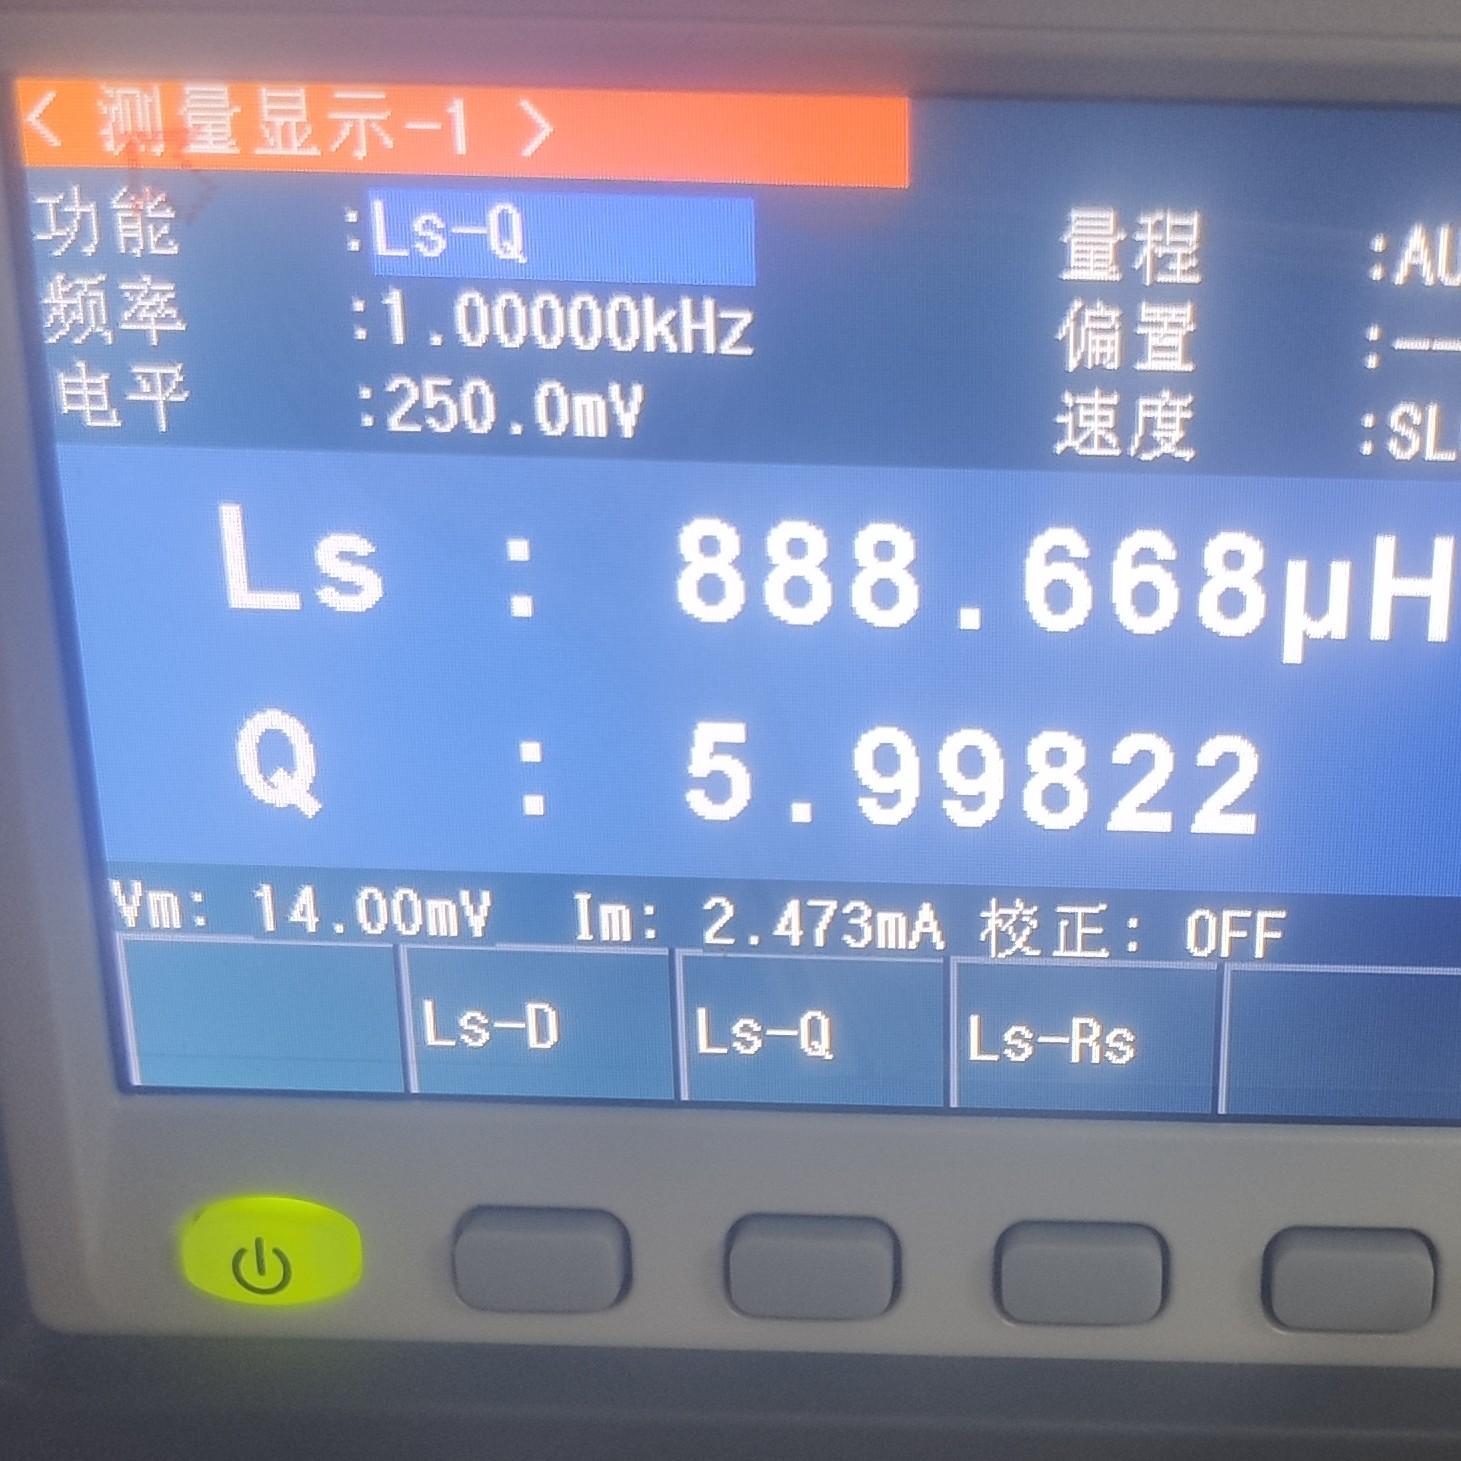 < 测量显示-1 >
功能 :Ls-Q 量程 :AU
频率 :1.00000kHz 偏置 :--
电平 :250.0mV 速度 :SL
Ls : 888.668µH
Q : 5.99822
Vm: 14.00mV Im: 2.473mA 校正: OFF
Ls-D Ls-Q Ls-Rs